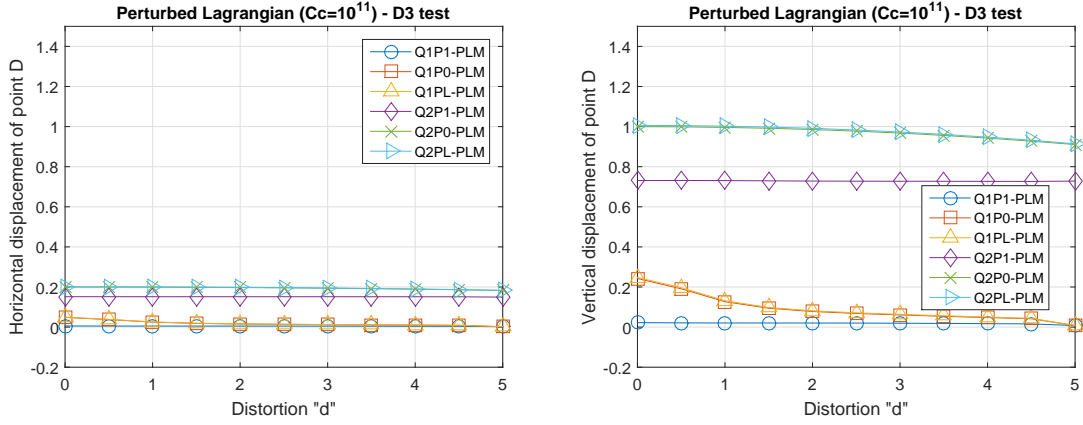 Perturbed Lagrangian (Cc=10^11) - D3 test
Horizontal displacement of point D
1.4
1.2
1
0.8
0.6
0.4
0.2
0
-0.2
0 1 2 3 4 5
Distortion "d"
Q1P1-PLM
Q1P0-PLM
Q1PL-PLM
Q2P1-PLM
Q2P0-PLM
Q2PL-PLM
Perturbed Lagrangian (Cc=10^11) - D3 test
Vertical displacement of point D
1.4
1.2
1
0.8
0.6
0.4
0.2
0
-0.2
0 1 2 3 4 5
Distortion "d"
Q1P1-PLM
Q1P0-PLM
Q1PL-PLM
Q2P1-PLM
Q2P0-PLM
Q2PL-PLM